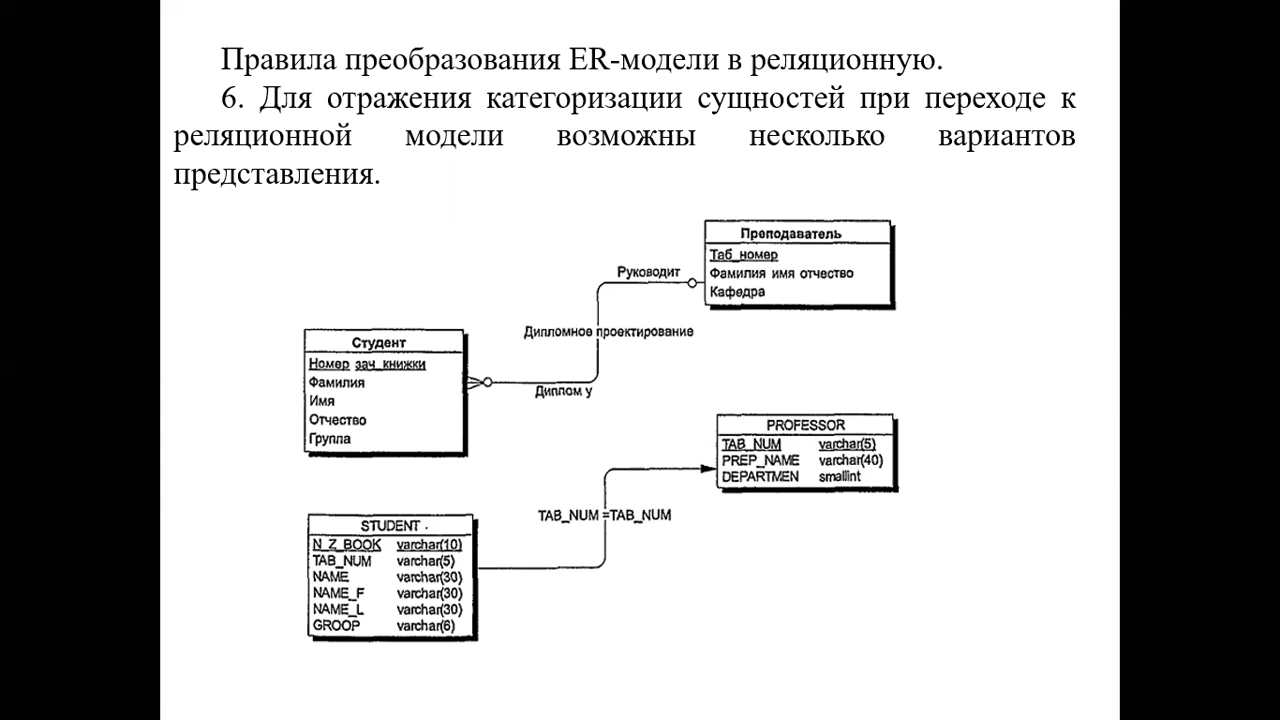 Правила преобразования ER-модели в реляционную.
6. Для отражения категоризации сущностей при переходе к
реляционной модели возможны несколько вариантов
представления.
Преподаватель
Таб_номер
Фамилия имя отчество
Кафедра
Руководит
Дипломное проектирование
Диплом у
Студент
Номер зач_книжки
Фамилия
Имя
Отчество
Группа
PROFESSOR
TAB_NUM varchar(5)
PREP_NAME varchar(40)
DEPARTMEN smallint
TAB_NUM =TAB_NUM
STUDENT
N_Z_BOOK varchar(10)
TAB_NUM varchar(5)
NAME varchar(30)
NAME_F varchar(30)
NAME_L varchar(30)
GROOP varchar(6)